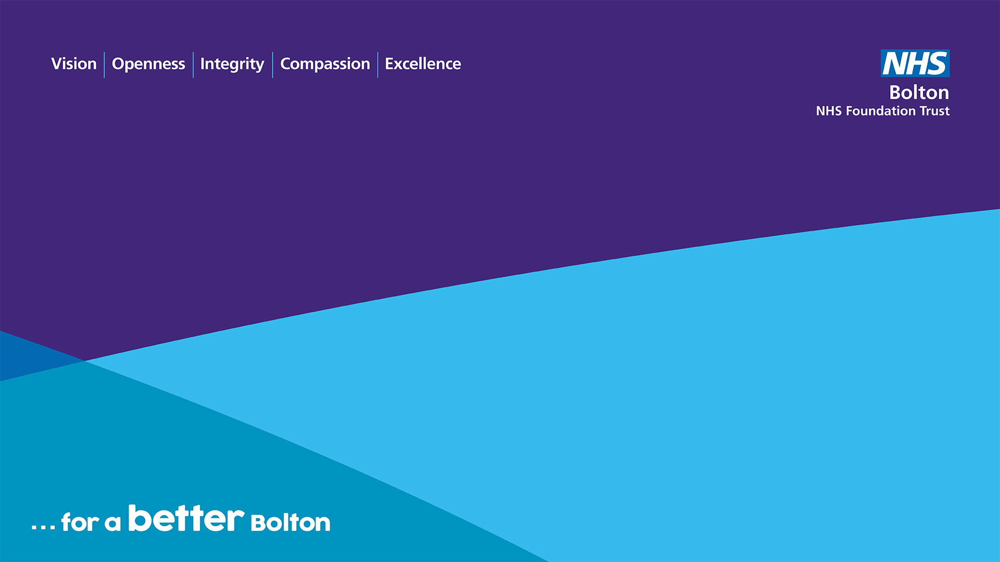 Vision | Openness | Integrity | Compassion | Excellence
NHS
Bolton
NHS Foundation Trust
... for a better Bolton